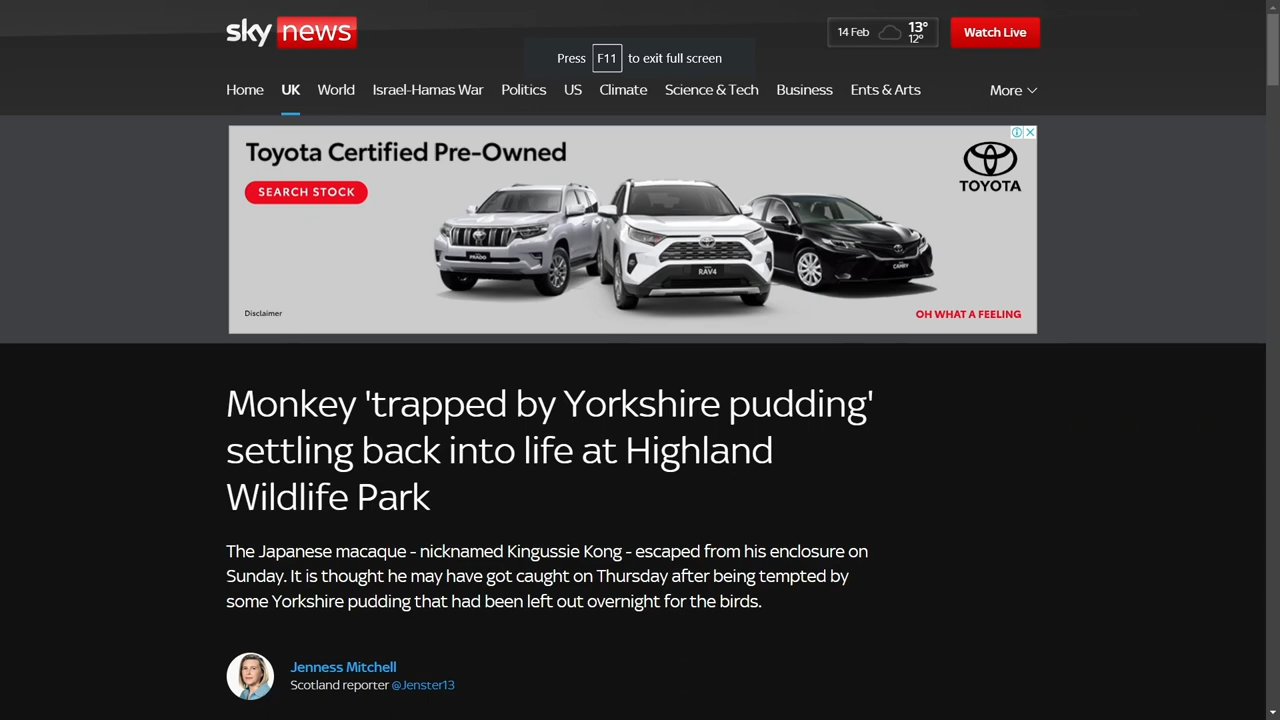 sky news
14 Feb 13° 12°
Watch Live
Press F11 to exit full screen
Home UK World Israel-Hamas War Politics US Climate Science & Tech Business Ents & Arts More
Toyota Certified Pre-Owned
SEARCH STOCK
TOYOTA
PRADO
RAV4
CAMRY
Disclaimer
OH WHAT A FEELING
Monkey 'trapped by Yorkshire pudding'
settling back into life at Highland
Wildlife Park
The Japanese macaque - nicknamed Kingussie Kong - escaped from his enclosure on
Sunday. It is thought he may have got caught on Thursday after being tempted by
some Yorkshire pudding that had been left out overnight for the birds.
Jenness Mitchell
Scotland reporter @Jenster13